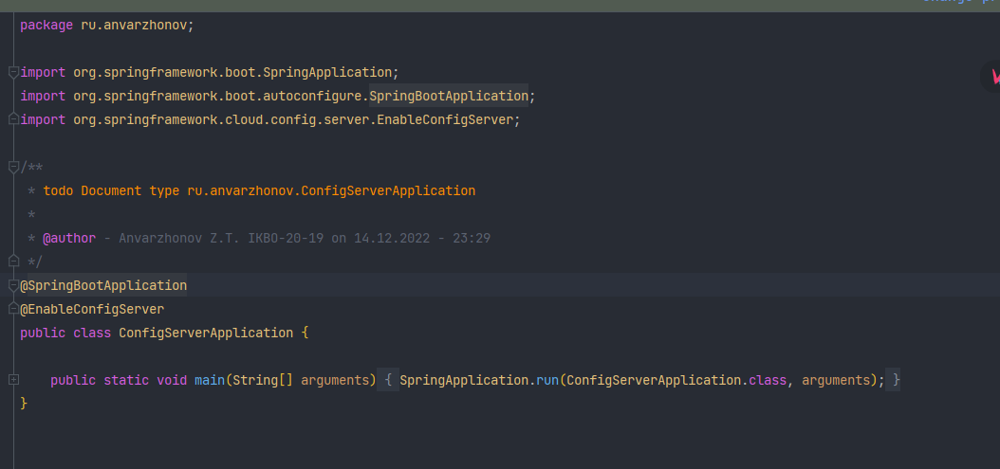 package ru.anvarzhonov;
import org.springframework.boot.SpringApplication;
import org.springframework.boot.autoconfigure.SpringBootApplication;
import org.springframework.cloud.config.server.EnableConfigServer;
/**
* todo Document type ru.anvarzhonov.ConfigServerApplication
*
* @author - Anvarzhonov Z.T. IKBO-20-19 on 14.12.2022 - 23:29
*/
@SpringBootApplication
@EnableConfigServer
public class ConfigServerApplication {
public static void main(String[] arguments) { SpringApplication.run(ConfigServerApplication.class, arguments); }
}